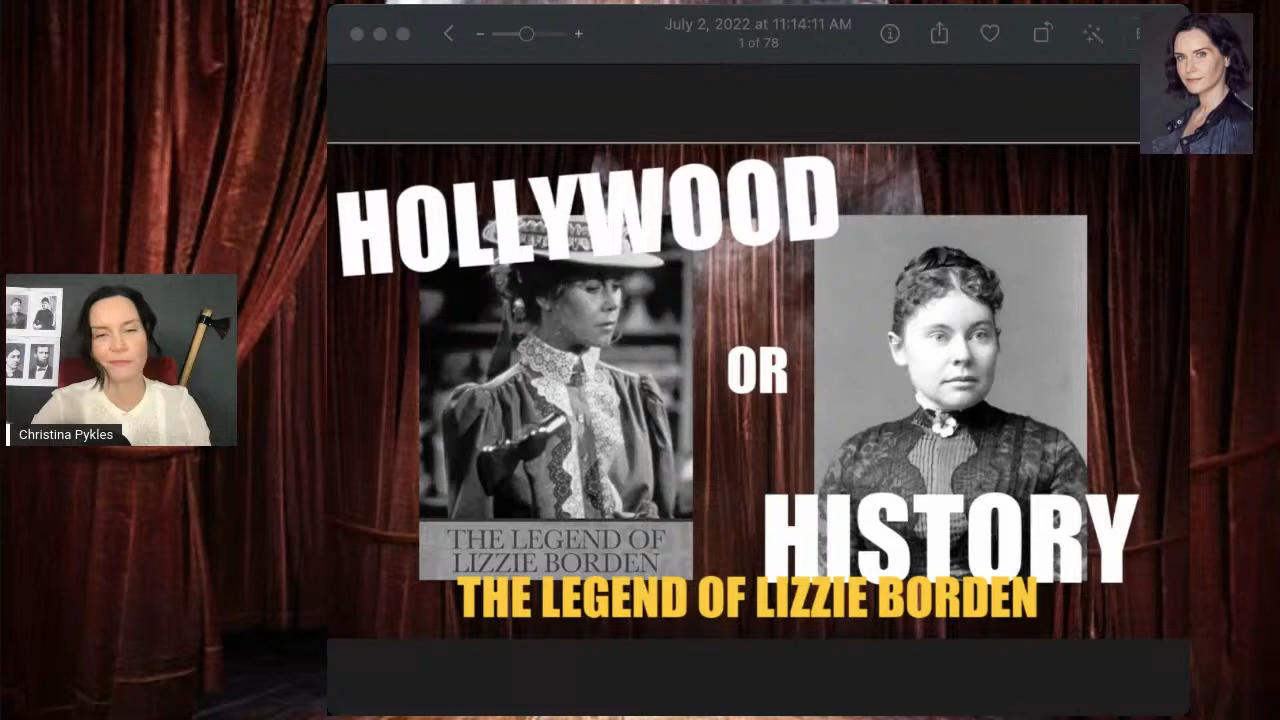 July 2, 2022 at 11:14:11 AM
1 of 78
HOLLYWOOD
OR
HISTORY
THE LEGEND OF
LIZZIE BORDEN
THE LEGEND OF LIZZIE BORDEN
Christina Pykles